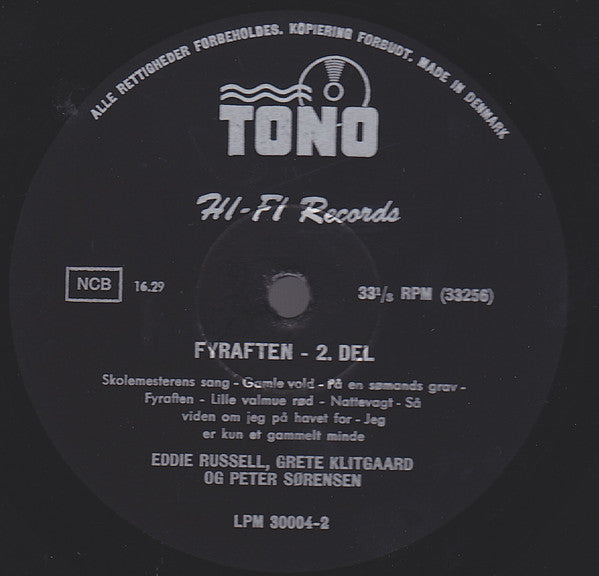 ALLE RETTIGHEDER FORBEHOLDES. KOPIERING FORBUDT. MADE IN DENMARK
TONO
HI-FI Records
NCB 16.29
33⅓ RPM (33256)
FYRAFTEN - 2. DEL
Skolemesterens sang - Gamle vold - På en sømands grav -
Fyraften - Lille valmue rød - Nattevagt - Så
viden om jeg på havet for - Jeg
er kun et gammelt minde
EDDIE RUSSELL, GRETE KLITGAARD
OG PETER SØRENSEN
LPM 30004-2